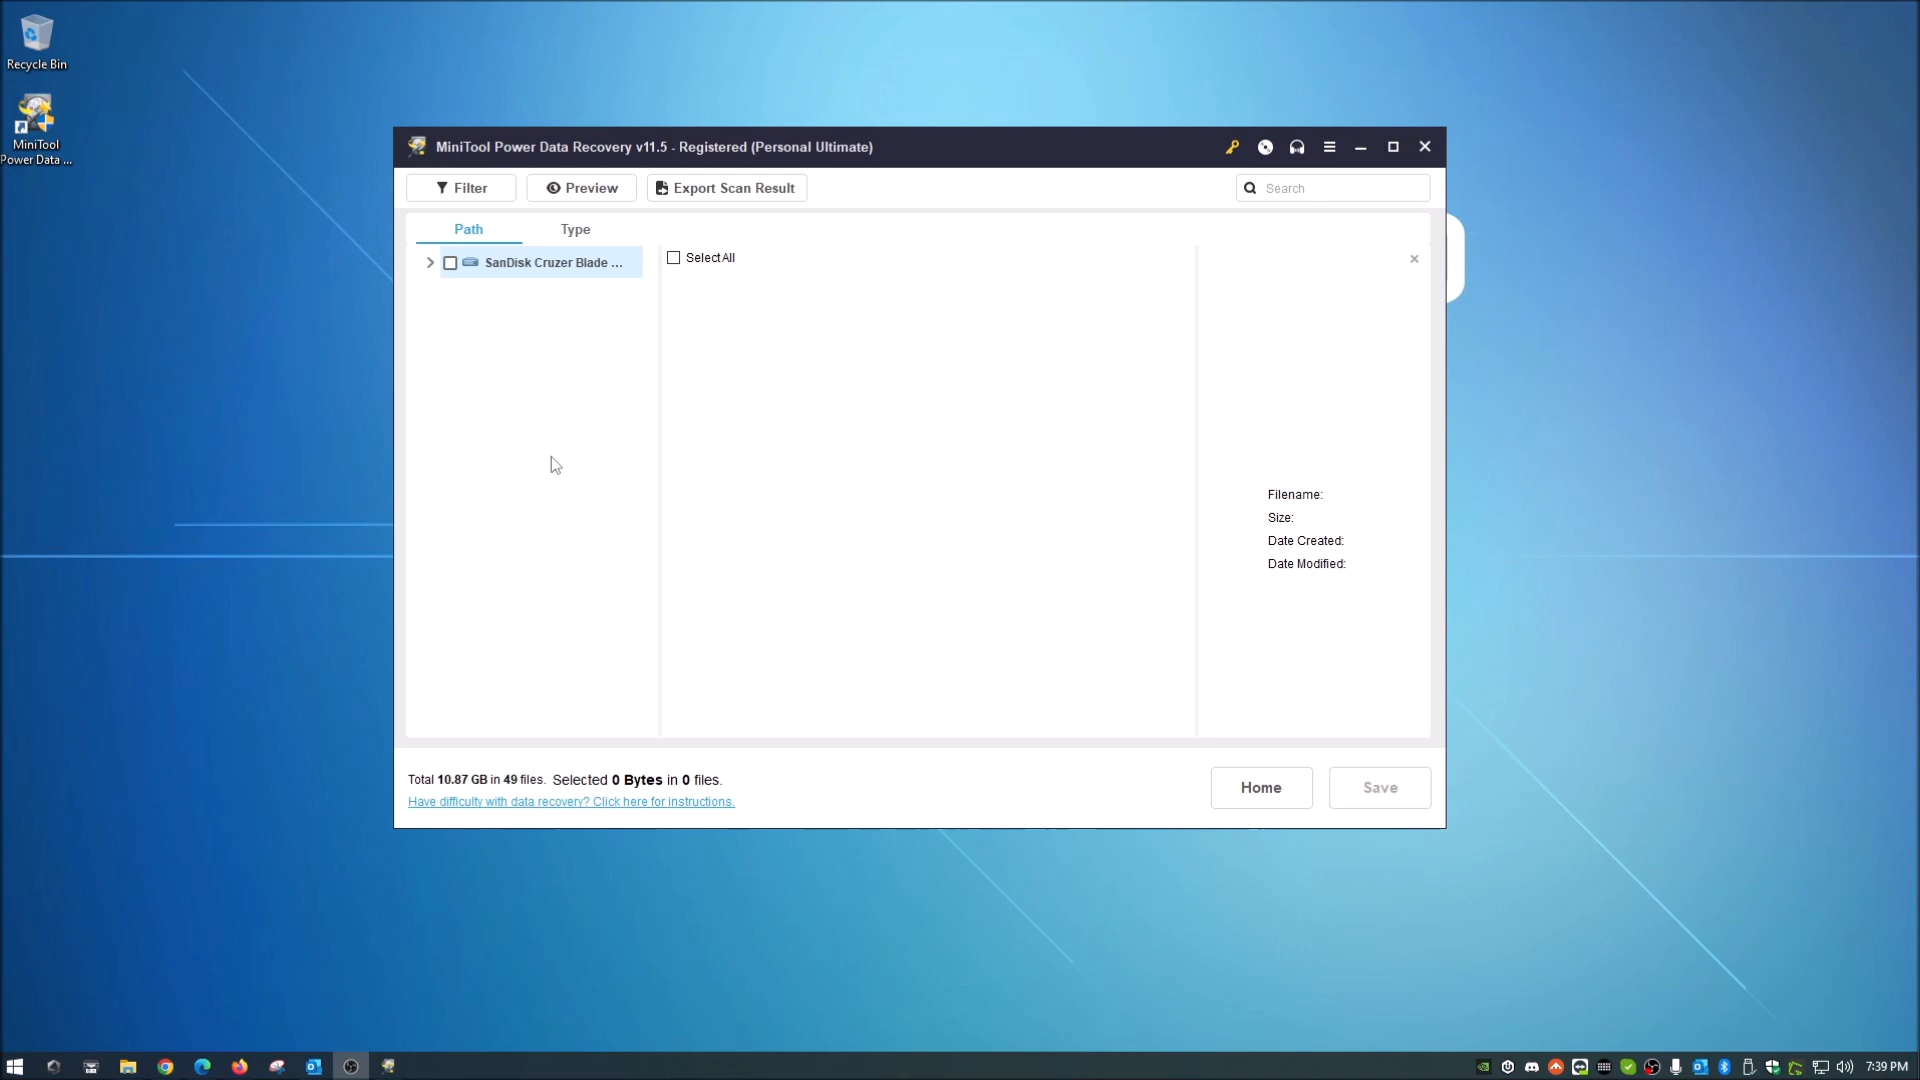 Recycle Bin
MiniTool
Power Data ...
MiniTool Power Data Recovery v11.5 - Registered (Personal Ultimate)
Filter
Preview
Export Scan Result
Search
Path
Type
SanDisk Cruzer Blade ...
Select All
Filename:
Size:
Date Created:
Date Modified:
Total 10.87 GB in 49 files. Selected 0 Bytes in 0 files.
Have difficulty with data recovery? Click here for instructions.
Home
Save
7:39 PM